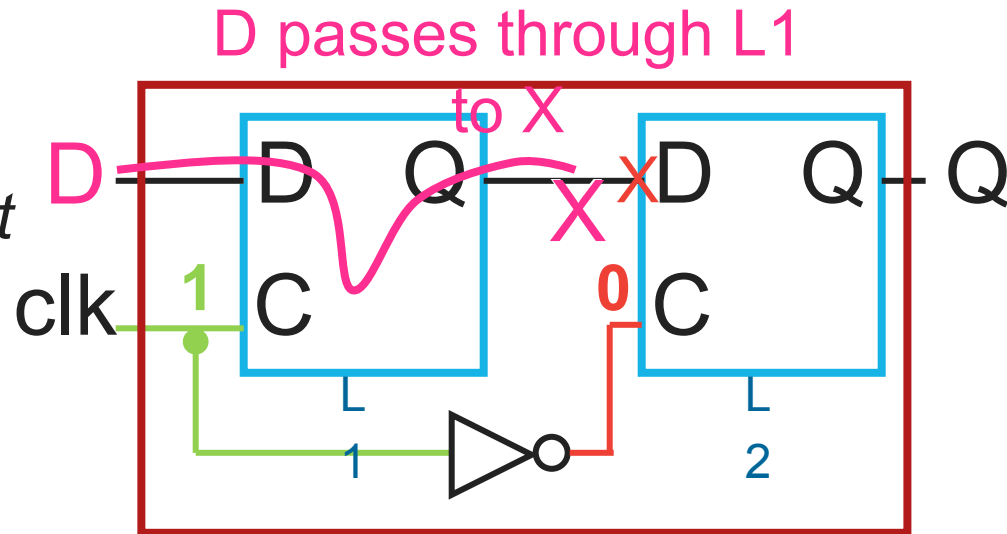 D passes through L1
to X
D D Q X X D Q Q
t
clk 1 C 0 C
L L
1 2